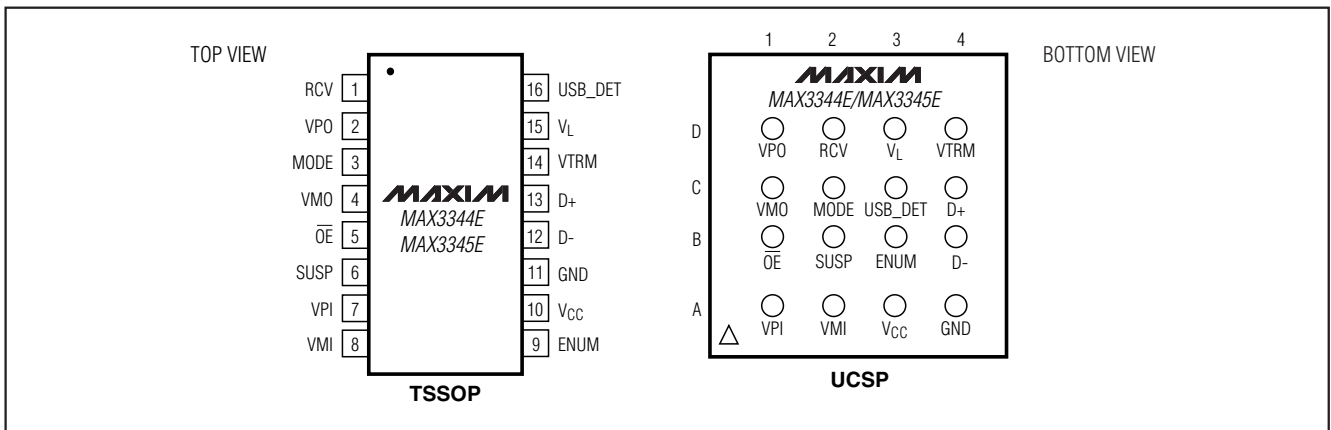 TOP VIEW
RCV 1
VPO 2
MODE 3
VMO 4
O̅E̅ 5
SUSP 6
VPI 7
VMI 8
MAXIM
MAX3344E
MAX3345E
16 USB_DET
15 VL
14 VTRM
13 D+
12 D-
11 GND
10 VCC
9 ENUM
TSSOP
1 2 3 4
BOTTOM VIEW
MAXIM
MAX3344E/MAX3345E
D
VPO RCV VL VTRM
C
VMO MODE USB_DET D+
B
O̅E̅ SUSP ENUM D-
A
VPI VMI VCC GND
UCSP